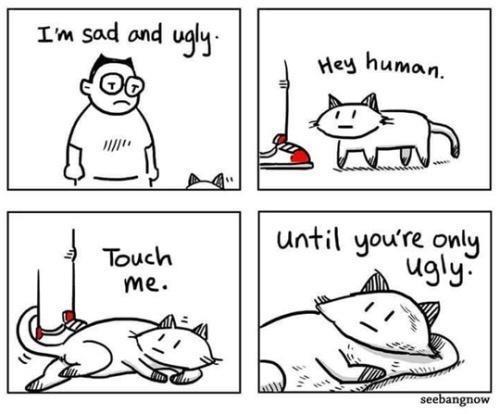 I'm sad and ugly.
Hey human.
Touch
me.
Until you're only
ugly.
seebangnow